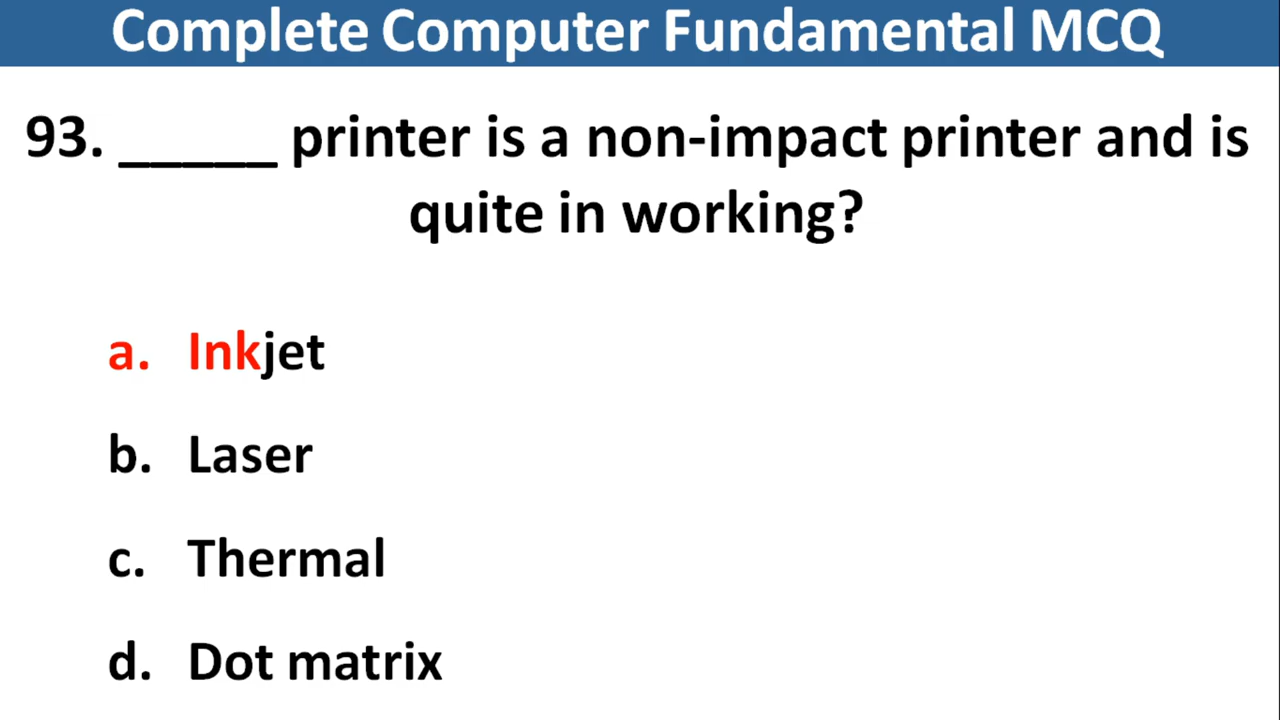 Complete Computer Fundamental MCQ
93. _____ printer is a non-impact printer and is
quite in working?
a. Inkjet
b. Laser
c. Thermal
d. Dot matrix